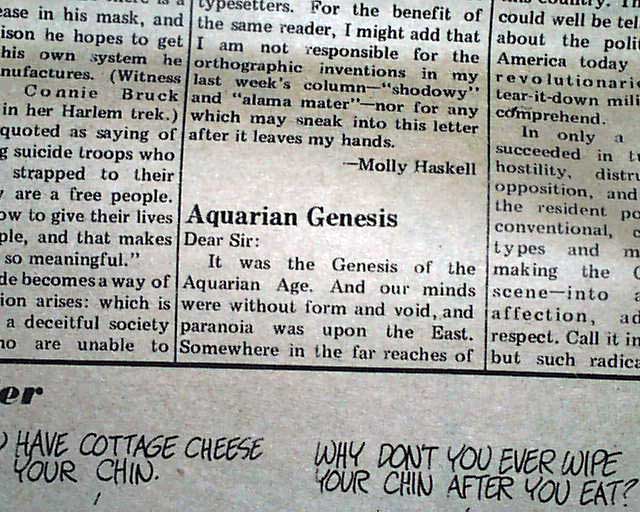 ease in his mask, and
ison he hopes to get
his own system he
nufactures. (Witness
Connie Bruck
in her Harlem trek.)
quoted as saying of
g suicide troops who
strapped to their
are a free people.
ow to give their lives
ple, and that makes
so meaningful."
de becomes a way of
ion arises: which is
a deceitful society
no are unable to
typesetters. For the benefit of
the same reader, I might add that
I am not responsible for the
orthographic inventions in my
last week's column—"shodowy"
and "alama mater"—nor for any
which may sneak into this letter
after it leaves my hands.
—Molly Haskell
Aquarian Genesis
Dear Sir:
It was the Genesis of the
Aquarian Age. And our minds
were without form and void, and
paranoia was upon the East.
Somewhere in the far reaches of
could well be tel
about the polit
America today
revolutionari
tear-it-down mili
comprehend.
In only a
succeeded in tu
hostility, distru
opposition, and
the resident po
conventional, c
types and m
making the C
scene—into a
affection, ad
respect. Call it in
but such radica
er
HAVE COTTAGE CHEESE
YOUR CHIN.
WHY DON'T YOU EVER WIPE
YOUR CHIN AFTER YOU EAT?